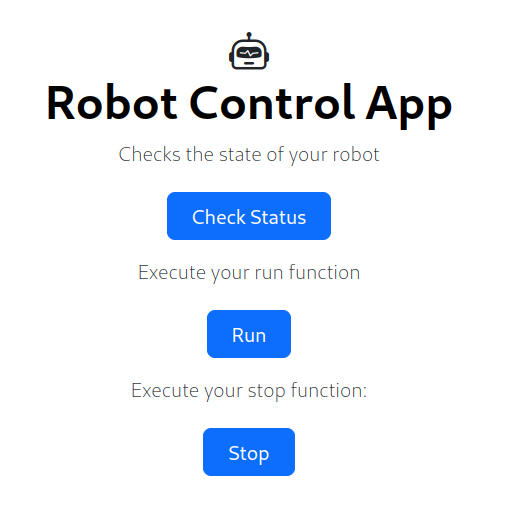 Robot Control App
Checks the state of your robot
Check Status
Execute your run function
Run
Execute your stop function:
Stop